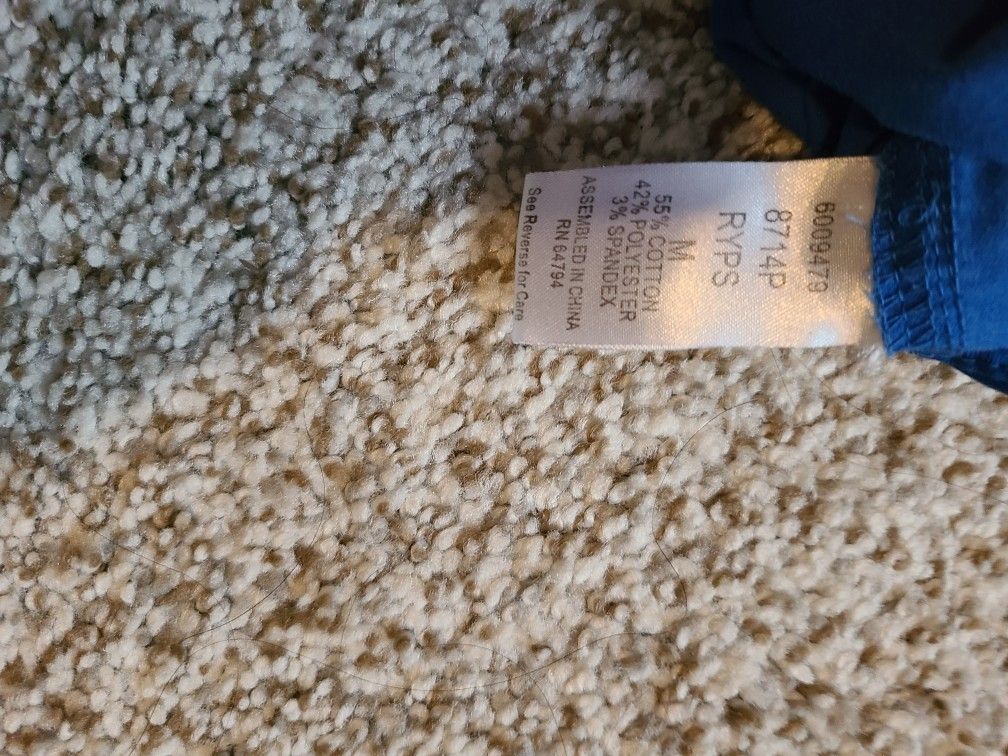 6009479
8714P
RYPS
M
55% COTTON
42% POLYESTER
3% SPANDEX
ASSEMBLED IN CHINA
RN 64794
See Reverse for Care